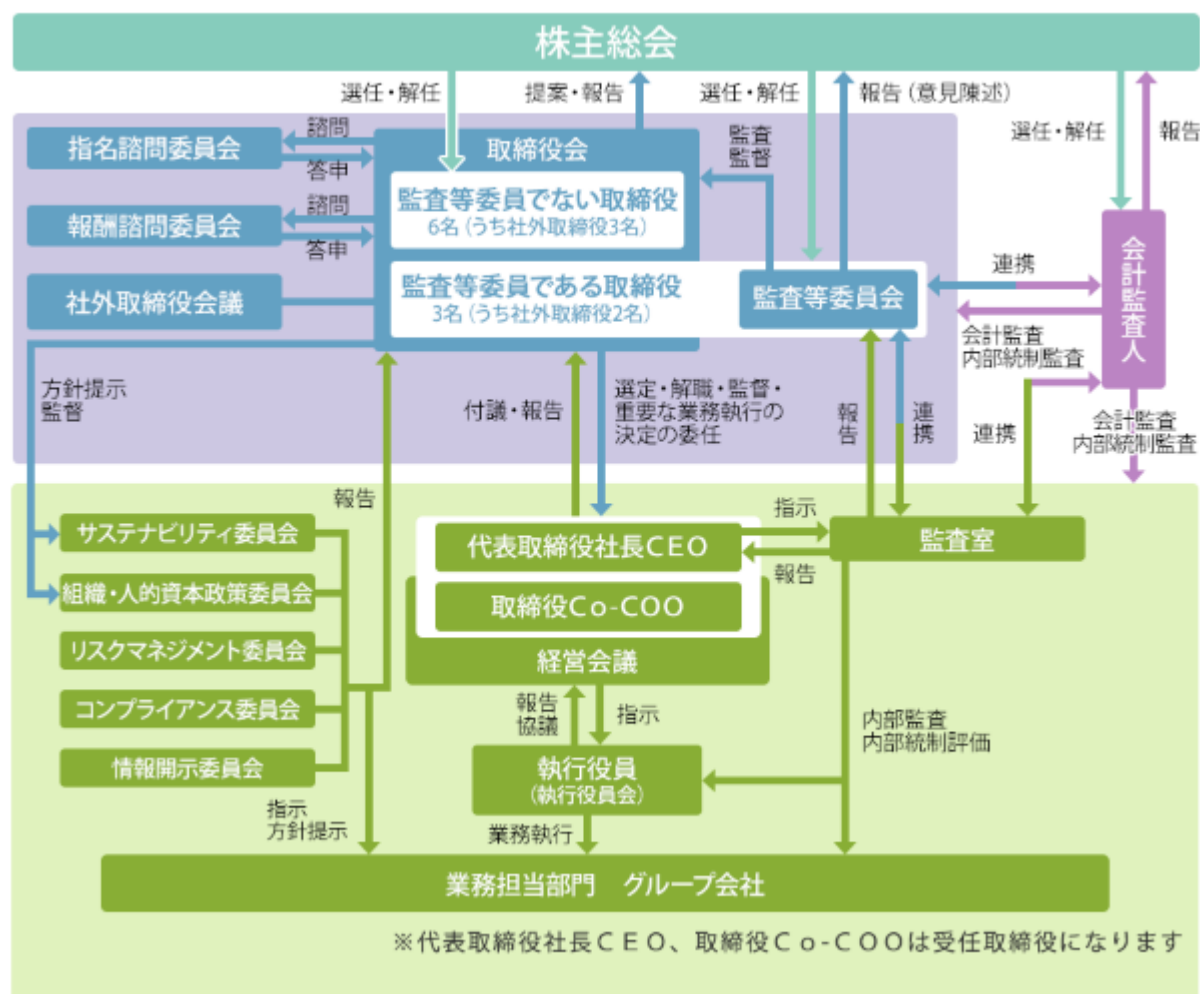 株主総会
選任・解任
提案・報告
選任・解任
報告（意見陳述）
選任・解任
報告
指名諮問委員会
諮問
答申
報酬諮問委員会
諮問
答申
社外取締役会議
取締役会
監査等委員でない取締役
6名（うち社外取締役3名）
監査等委員である取締役
3名（うち社外取締役2名）
監査
監督
監査等委員会
連携
会計監査人
会計監査
内部統制監査
方針提示
監督
付議・報告
選定・解職・監督・
重要な業務執行の
決定の委任
報告
連携
連携
会計監査
内部統制監査
報告
サステナビリティ委員会
組織・人的資本政策委員会
リスクマネジメント委員会
コンプライアンス委員会
情報開示委員会
代表取締役社長CEO
取締役Co-COO
経営会議
指示
報告
監査室
報告
協議
指示
執行役員
（執行役員会）
内部監査
内部統制評価
指示
方針提示
業務執行
業務担当部門　グループ会社
※代表取締役社長CEO、取締役Co-COOは受任取締役になります